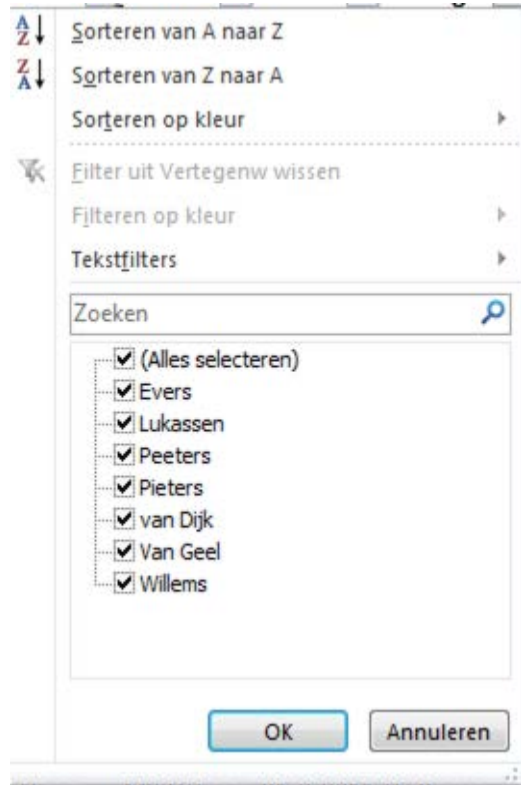 Sorteren van A naar Z
Sorteren van Z naar A
Sorteren op kleur
Filter uit Vertegenw wissen
Filteren op kleur
Tekstfilters
Zoeken
(Alles selecteren)
Evers
Lukassen
Peeters
Pieters
van Dijk
Van Geel
Willems
OK Annuleren